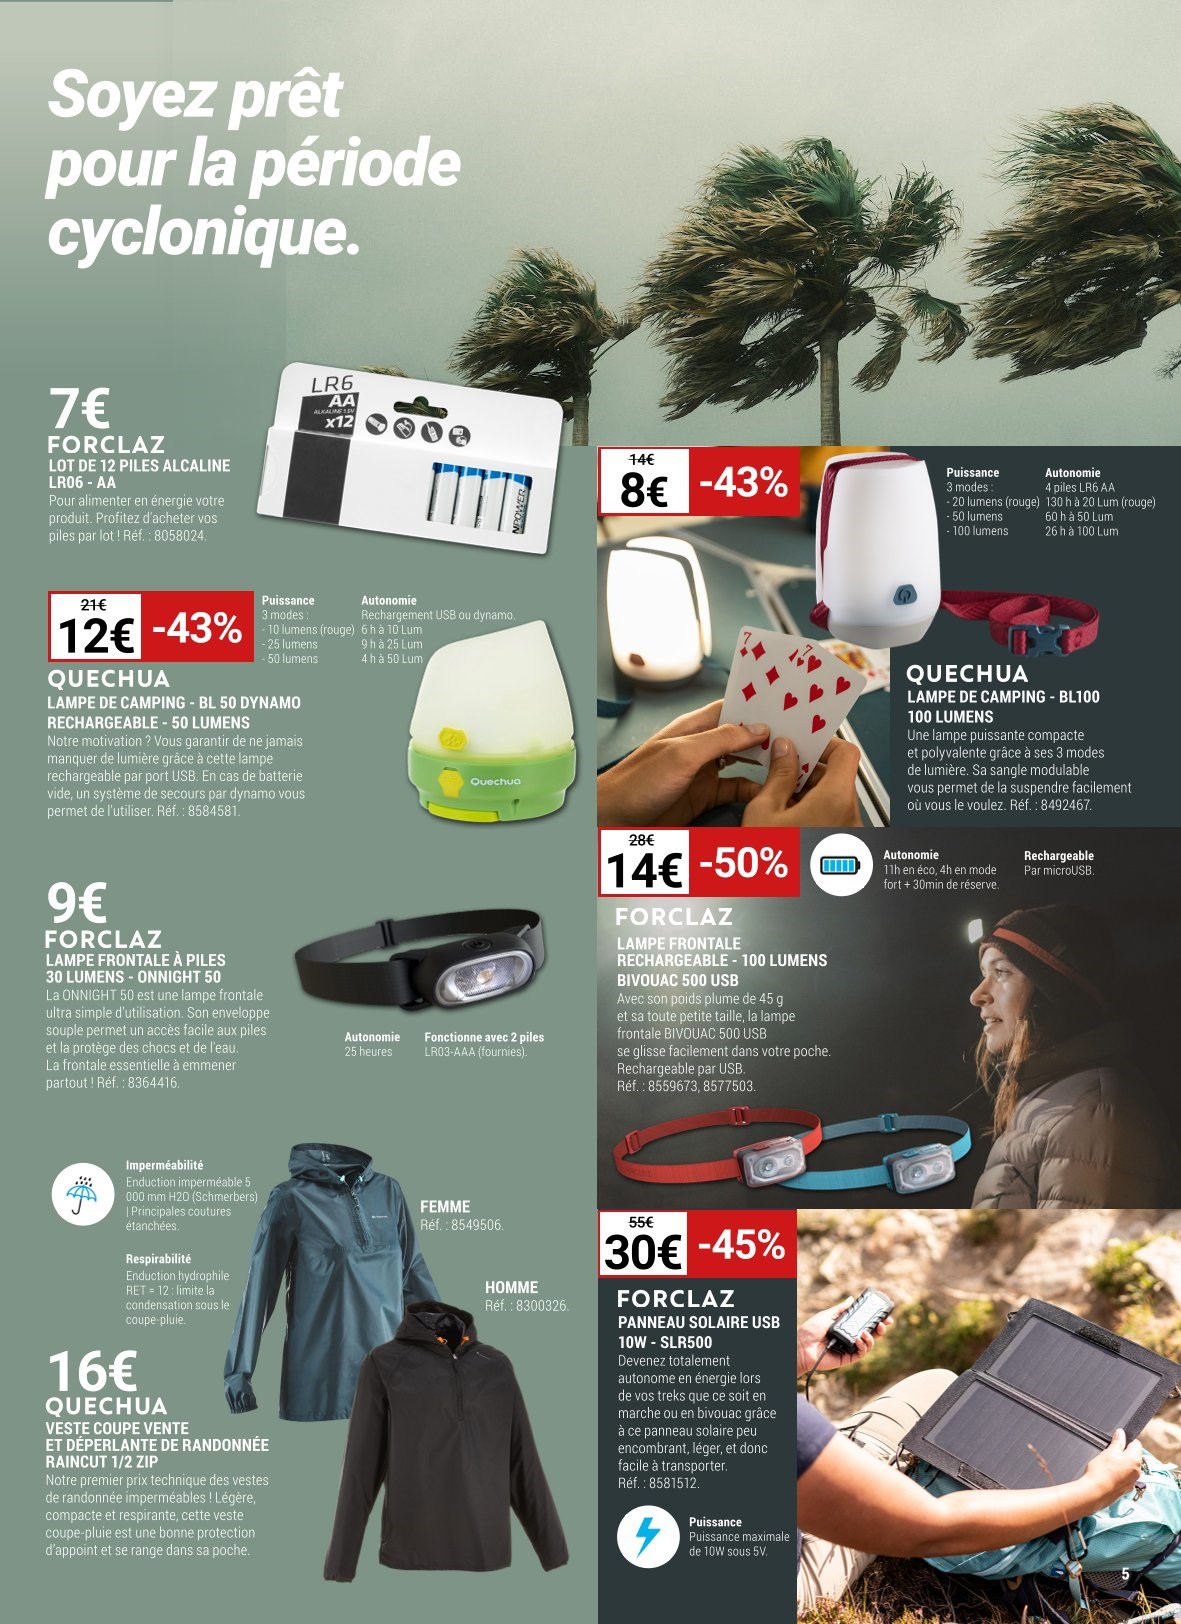 Soyez prêt
pour la période
cyclonique.
7€
FORCLAZ
LOT DE 12 PILES ALCALINE
LR06 - AA
Pour alimenter en énergie votre
produit. Profitez d'acheter vos
piles par lot ! Réf. : 8058024.
LR6
AA
ALKALINE 1.5V
x12
NPOWER
21€
12€
-43%
Puissance
3 modes :
- 10 lumens (rouge)
- 25 lumens
- 50 lumens
Autonomie
Rechargement USB ou dynamo.
6 h à 10 Lum
9 h à 25 Lum
4 h à 50 Lum
QUECHUA
LAMPE DE CAMPING - BL 50 DYNAMO
RECHARGEABLE - 50 LUMENS
Notre motivation ? Vous garantir de ne jamais
manquer de lumière grâce à cette lampe
rechargeable par port USB. En cas de batterie
vide, un système de secours par dynamo vous
permet de l'utiliser. Réf. : 8584581.
Quechua
9€
FORCLAZ
LAMPE FRONTALE À PILES
30 LUMENS - ONNIGHT 50
La ONNIGHT 50 est une lampe frontale
ultra simple d'utilisation. Son enveloppe
souple permet un accès facile aux piles
et la protège des chocs et de l'eau.
La frontale essentielle à emmener
partout ! Réf. : 8364416.
Autonomie
25 heures
Fonctionne avec 2 piles
LR03-AAA (fournies).
Imperméabilité
Enduction imperméable 5
000 mm H2O (Schmerbers)
| Principales coutures
étanchées.
Respirabilité
Enduction hydrophile
RET = 12 : limite la
condensation sous le
coupe-pluie.
FEMME
Réf. : 8549506.
HOMME
Réf. : 8300326.
16€
QUECHUA
VESTE COUPE VENTE
ET DÉPERLANTE DE RANDONNÉE
RAINCUT 1/2 ZIP
Notre premier prix technique des vestes
de randonnée imperméables ! Légère,
compacte et respirante, cette veste
coupe-pluie est une bonne protection
d'appoint et se range dans sa poche.
14€
8€
-43%
Puissance
3 modes :
- 20 lumens (rouge)
- 50 lumens
- 100 lumens
Autonomie
4 piles LR6 AA
130 h à 20 Lum (rouge)
60 h à 50 Lum
26 h à 100 Lum
7
7
QUECHUA
LAMPE DE CAMPING - BL100
100 LUMENS
Une lampe puissante compacte
et polyvalente grâce à ses 3 modes
de lumière. Sa sangle modulable
vous permet de la suspendre facilement
où vous le voulez. Réf. : 8492467.
28€
14€
-50%
Autonomie
11h en éco, 4h en mode
fort + 30min de réserve.
Rechargeable
Par microUSB.
FORCLAZ
LAMPE FRONTALE
RECHARGEABLE - 100 LUMENS
BIVOUAC 500 USB
Avec son poids plume de 45 g
et sa toute petite taille, la lampe
frontale BIVOUAC 500 USB
se glisse facilement dans votre poche.
Rechargeable par USB.
Réf. : 8559673, 8577503.
55€
30€
-45%
FORCLAZ
PANNEAU SOLAIRE USB
10W - SLR500
Devenez totalement
autonome en énergie lors
de vos treks que ce soit en
marche ou en bivouac grâce
à ce panneau solaire peu
encombrant, léger, et donc
facile à transporter.
Réf. : 8581512.
Puissance
Puissance maximale
de 10W sous 5V.
5